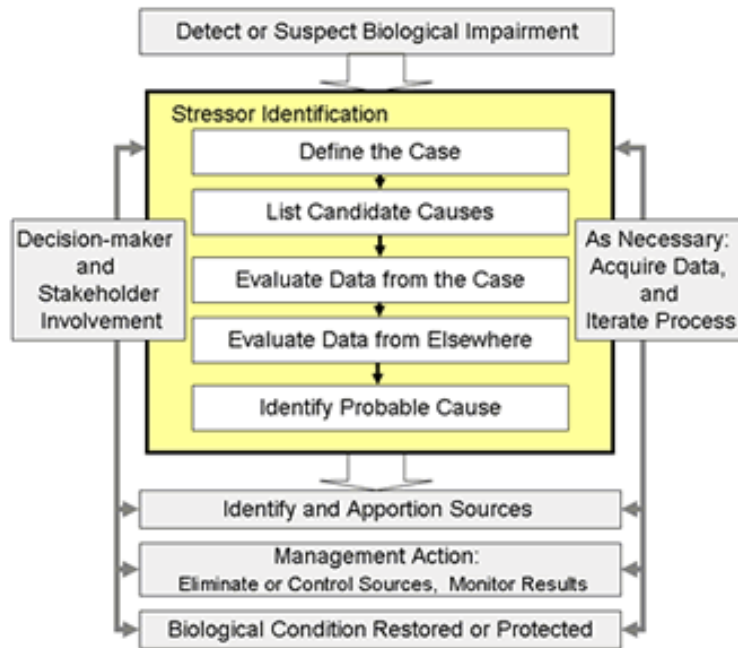 Detect or Suspect Biological Impairment
Stressor Identification
Define the Case
List Candidate Causes
Evaluate Data from the Case
Evaluate Data from Elsewhere
Identify Probable Cause
Decision-maker
and
Stakeholder
Involvement
As Necessary:
Acquire Data,
and
Iterate Process
Identify and Apportion Sources
Management Action:
Eliminate or Control Sources, Monitor Results
Biological Condition Restored or Protected